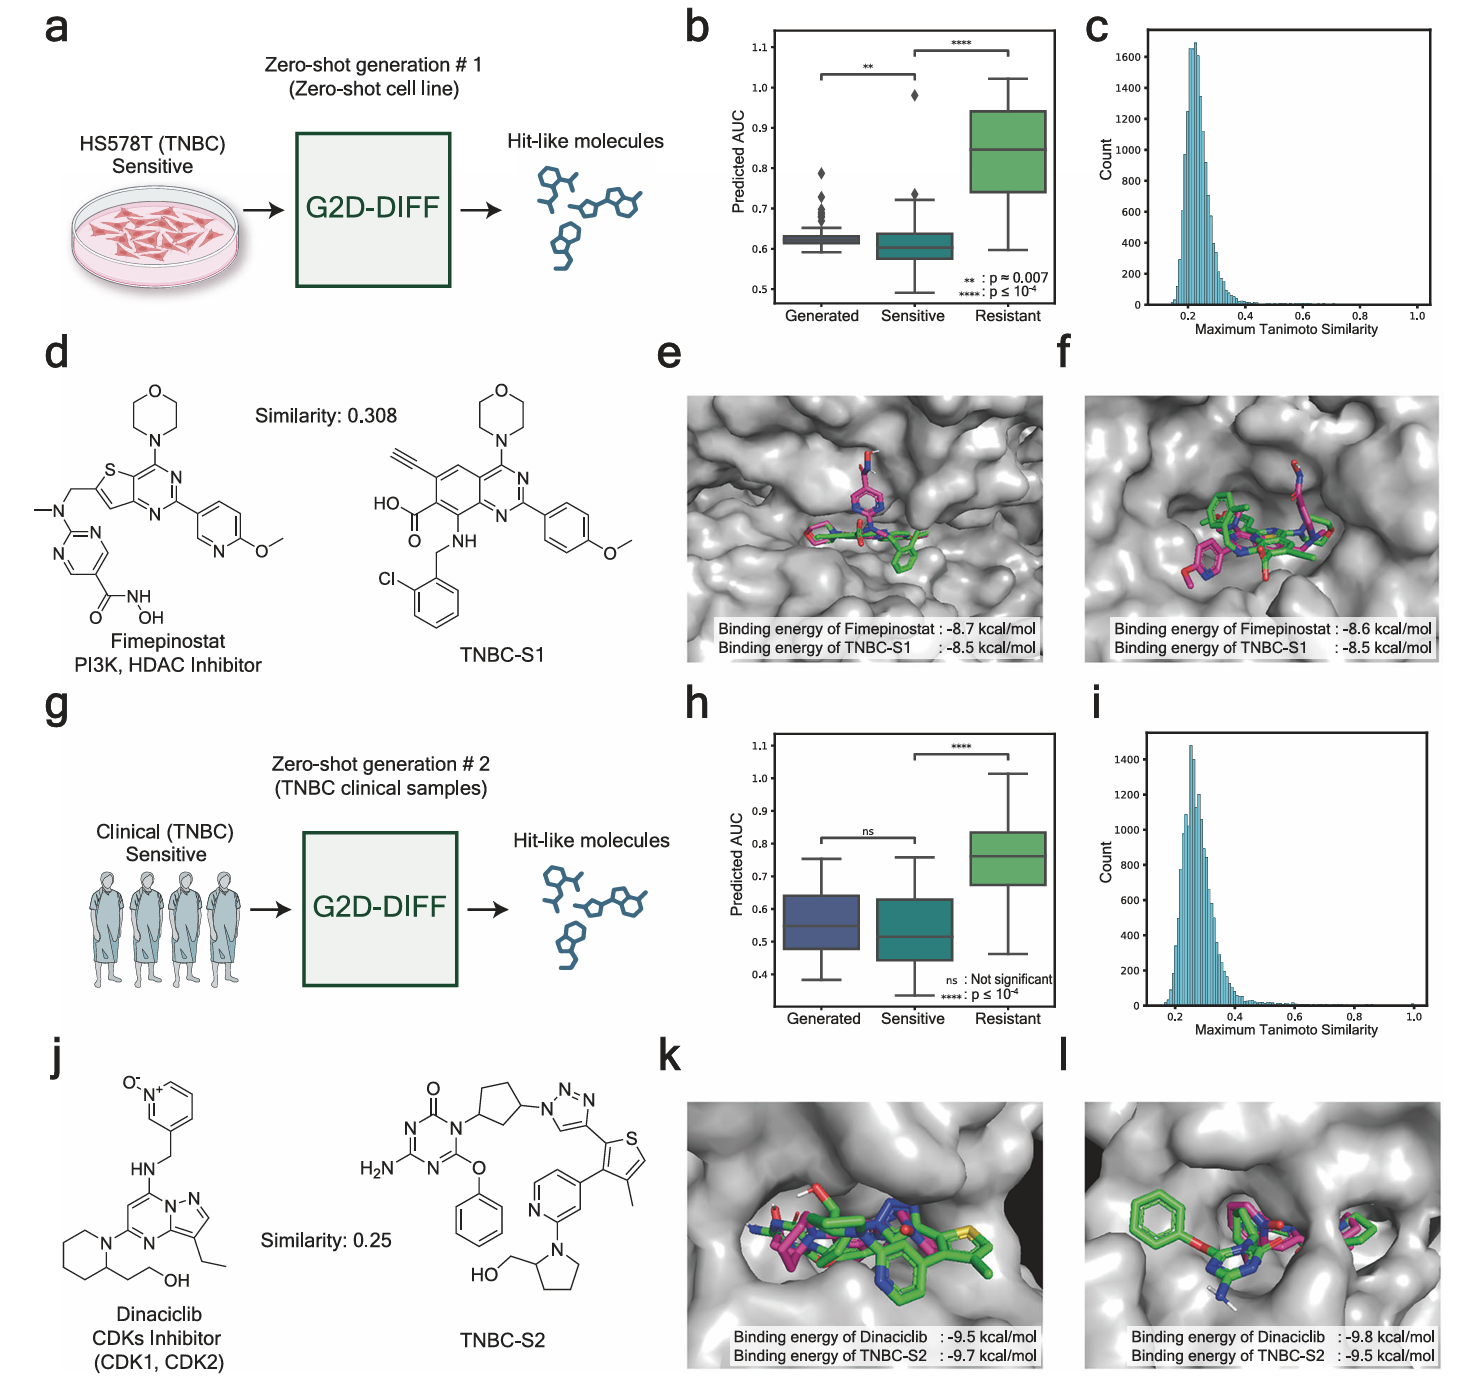 a
Zero-shot generation # 1
(Zero-shot cell line)
HS578T (TNBC)
Sensitive
G2D-DIFF
Hit-like molecules
b
Predicted AUC
1.1
1.0
0.9
0.8
0.7
0.6
0.5
**
****
** : p ≈ 0.007
**** : p ≤ 10⁻⁴
Generated
Sensitive
Resistant
c
Count
1600
1400
1200
1000
800
600
400
200
0
0.2
0.4
0.6
0.8
1.0
Maximum Tanimoto Similarity
d
Similarity: 0.308
O
N
S
N
N
N
N
N
N
O
O
NH
OH
Fimepinostat
PI3K, HDAC Inhibitor
O
N
N
N
HO
O
NH
Cl
O
TNBC-S1
e
Binding energy of Fimepinostat : -8.7 kcal/mol
Binding energy of TNBC-S1 : -8.5 kcal/mol
f
Binding energy of Fimepinostat : -8.6 kcal/mol
Binding energy of TNBC-S1 : -8.5 kcal/mol
g
Zero-shot generation # 2
(TNBC clinical samples)
Clinical (TNBC)
Sensitive
G2D-DIFF
Hit-like molecules
h
Predicted AUC
1.1
1.0
0.9
0.8
0.7
0.6
0.5
0.4
ns
****
ns : Not significant
**** : p ≤ 10⁻⁴
Generated
Sensitive
Resistant
i
Count
1400
1200
1000
800
600
400
200
0
0.2
0.4
0.6
0.8
1.0
Maximum Tanimoto Similarity
j
O⁻
N⁺
HN
N
N
N
N
OH
Similarity: 0.25
Dinaciclib
CDKs Inhibitor
(CDK1, CDK2)
O
N
N
N
H₂N
O
N
N
N
S
N
N
HO
TNBC-S2
k
Binding energy of Dinaciclib : -9.5 kcal/mol
Binding energy of TNBC-S2 : -9.7 kcal/mol
l
Binding energy of Dinaciclib : -9.8 kcal/mol
Binding energy of TNBC-S2 : -9.5 kcal/mol